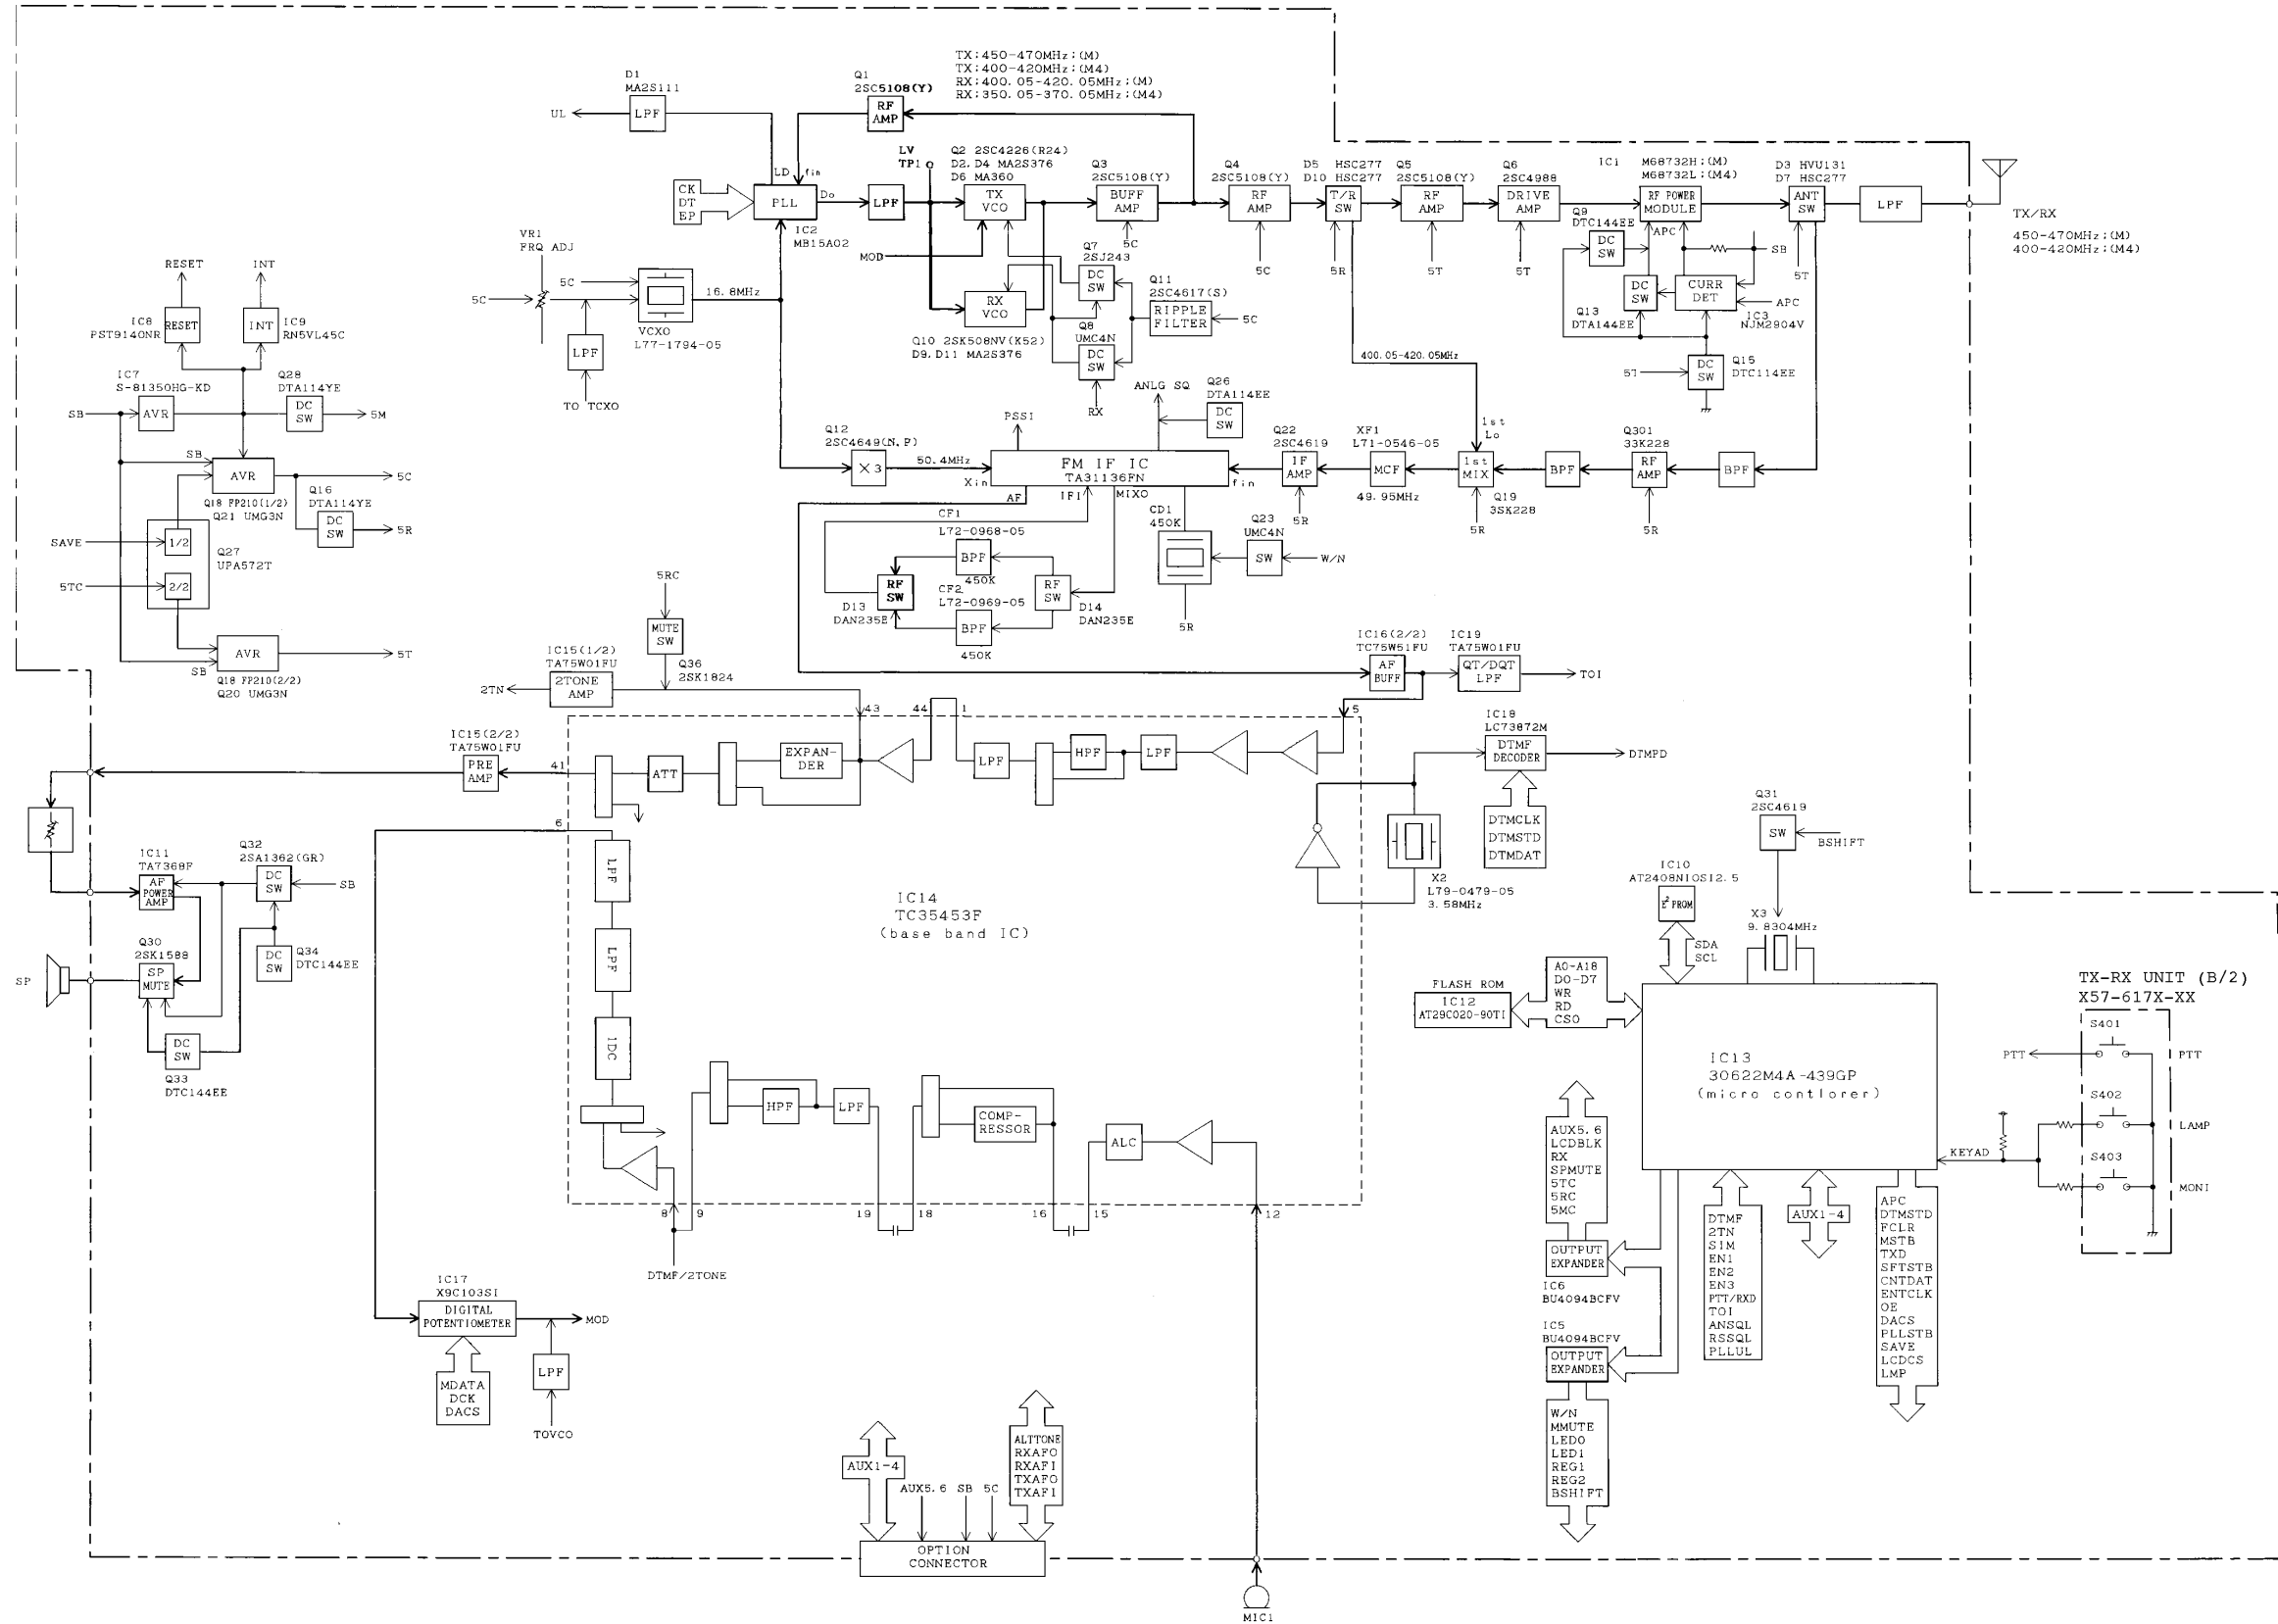 TX:450-470MHz:(M)
TX:400-420MHz:(M4)
RX:400.05-420.05MHz:(M)
RX:350.05-370.05MHz:(M4)
D1
MA2S111
LPF
UL
Q1
2SC5108(Y)
RF
AMP
LV
TP1
LD
fin
CK
DT
EP
PLL
Do
IC2
MB15A02
LPF
Q2 2SC4226(R24)
D2.D4 MA2S376
D6 MA360
TX
VCO
MOD
RX
VCO
Q10 2SK508NV(K52)
D9.D11 MA2S376
Q3
2SC5108(Y)
BUFF
AMP
5C
Q7
2SJ243
DC
SW
Q8
UMC4N
DC
SW
RX
Q11
2SC4617(S)
RIPPLE
FILTER
5C
Q4
2SC5108(Y)
RF
AMP
5C
D5 HSC277
D10 HSC277
T/R
SW
5R
Q5
2SC5108(Y)
RF
AMP
5T
Q6
2SC4988
DRIVE
AMP
5T
IC1
M68732H:(M)
M68732L:(M4)
RF POWER
MODULE
APC
SB
Q9
DTC144EE
DC
SW
Q13
DTA144EE
DC
SW
CURR
DET
APC
IC3
NJM2904V
5T
DC
SW
Q15
DTC114EE
D3 HVU131
D7 HSC277
ANT
SW
5T
LPF
TX/RX
450-470MHz:(M)
400-420MHz:(M4)
VR1
FRQ ADJ
5C
5C
16.8MHz
VCXO
L77-1794-05
LPF
TO TCXO
RESET
INT
IC8
PST9140NR
RESET
INT
IC9
RN5VL45C
IC7
S-81350HG-KD
SB
AVR
Q28
DTA114YE
DC
SW
5M
SB
AVR
5C
Q18 FP210(1/2)
Q21 UMG3N
Q16
DTA114YE
DC
SW
5R
SAVE
1/2
Q27
UPA572T
5TC
2/2
AVR
5T
SB
Q18 FP210(2/2)
Q20 UMG3N
Q12
2SC4649(N,P)
×3
50.4MHz
Xin
PSSI
ANLG SQ
Q26
DTA114EE
DC
SW
FM IF IC
TA31136FN
AF
IFI
MIXO
fin
Q22
2SC4619
IF
AMP
5R
XF1
L71-0546-05
MCF
49.95MHz
400.05-420.05MHz
1st
Lo
1st
MIX
Q19
3SK228
5R
BPF
Q301
33K228
RF
AMP
5R
BPF
CF1
L72-0968-05
BPF
450K
CF2
L72-0969-05
BPF
450K
RF
SW
D13
DAN235E
RF
SW
D14
DAN235E
CD1
450K
5R
Q23
UMC4N
SW
W/N
5RC
MUTE
SW
Q36
2SK1824
IC15(1/2)
TA75W01FU
2TN
2TONE
AMP
IC16(2/2)
TC75W51FU
AF
BUFF
IC19
TA75W01FU
QT/DQT
LPF
TOI
43
44
1
5
IC15(2/2)
TA75W01FU
PRE
AMP
41
ATT
EXPAN-
DER
LPF
HPF
LPF
IC18
LC73872M
DTMF
DECODER
DTMPD
DTMCLK
DTMSTD
DTMDAT
X2
L79-0479-05
3.58MHz
6
LPF
LPF
IDC
IC14
TC35453F
(base band IC)
IC11
TA7368F
AF
POWER
AMP
Q32
2SA1362(GR)
DC
SW
SB
Q34
DTC144EE
DC
SW
Q30
2SK1588
SP
MUTE
SP
DC
SW
Q33
DTC144EE
HPF
LPF
COMP-
RESSOR
ALC
8
9
19
18
16
15
12
DTMF/2TONE
IC17
X9C103SI
DIGITAL
POTENTIOMETER
MOD
MDATA
DCK
DACS
LPF
TOVCO
AUX1-4
AUX5.6
SB
5C
ALTTONE
RXAFO
RXAFI
TXAFO
TXAFI
OPTION
CONNECTOR
MIC1
Q31
2SC4619
SW
BSHIFT
IC10
AT2408N10SI2.5
E² PROM
SDA
SCL
X3
9.8304MHz
FLASH ROM
IC12
AT29C020-90TI
A0-A18
D0-D7
WR
RD
CSO
IC13
30622M4A-439GP
(micro contlorer)
KEYAD
TX-RX UNIT (B/2)
X57-617X-XX
S401
PTT
PTT
S402
LAMP
S403
MONI
AUX5.6
LCDBLK
RX
SPMUTE
5TC
5RC
5MC
OUTPUT
EXPANDER
IC6
BU4094BCFV
IC5
BU4094BCFV
OUTPUT
EXPANDER
W/N
MMUTE
LED0
LED1
REG1
REG2
BSHIFT
DTMF
2TN
SIM
EN1
EN2
EN3
PTT/RXD
TOI
ANSQL
RSSQL
PLLUL
AUX1-4
APC
DTMSTD
FCLR
MSTB
TXD
SFTSTB
CNTDAT
ENTCLK
OE
DACS
PLLSTB
SAVE
LCDCS
LMP